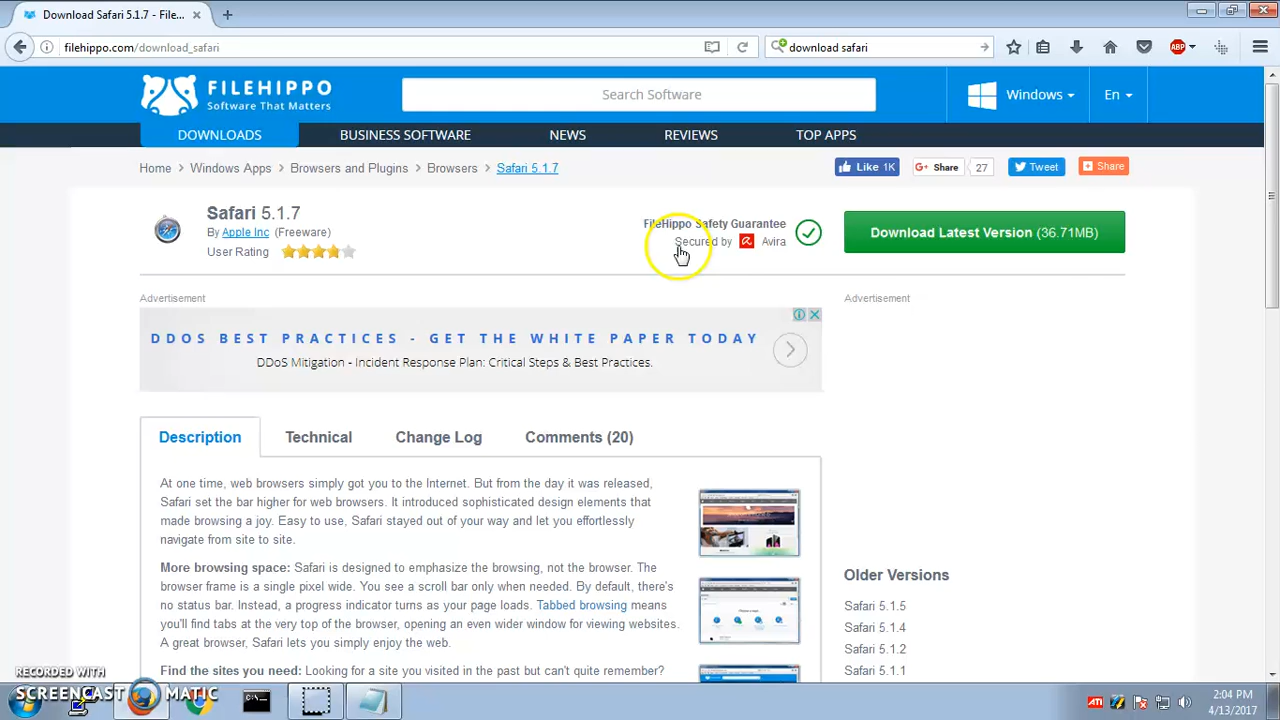 Download Safari 5.1.7 - File...
filehippo.com/download_safari
download safari
ABP
FILEHIPPO
Software That Matters
Search Software
Windows
En
DOWNLOADS
BUSINESS SOFTWARE
NEWS
REVIEWS
TOP APPS
Home > Windows Apps > Browsers and Plugins > Browsers > Safari 5.1.7
Like 1K
G+ Share
27
Tweet
Share
Safari 5.1.7
By Apple Inc (Freeware)
User Rating
FileHippo Safety Guarantee
Secured by Avira
Download Latest Version (36.71MB)
Advertisement
Advertisement
DDOS BEST PRACTICES - GET THE WHITE PAPER TODAY
DDoS Mitigation - Incident Response Plan: Critical Steps & Best Practices.
Description
Technical
Change Log
Comments (20)
At one time, web browsers simply got you to the Internet. But from the day it was released,
Safari set the bar higher for web browsers. It introduced sophisticated design elements that
made browsing a joy. Easy to use, Safari stayed out of your way and let you effortlessly
navigate from site to site.
More browsing space: Safari is designed to emphasize the browsing, not the browser. The
browser frame is a single pixel wide. You see a scroll bar only when needed. By default, there's
no status bar. Instead, a progress indicator turns as your page loads. Tabbed browsing means
you'll find tabs at the very top of the browser, opening an even wider window for viewing websites.
A great browser, Safari lets you simply enjoy the web.
Find the sites you need: Looking for a site you visited in the past but can't quite remember?
Older Versions
Safari 5.1.5
Safari 5.1.4
Safari 5.1.2
Safari 5.1.1
RECORDED WITH
SCREENCAST MATIC
ATI
2:04 PM
4/13/2017